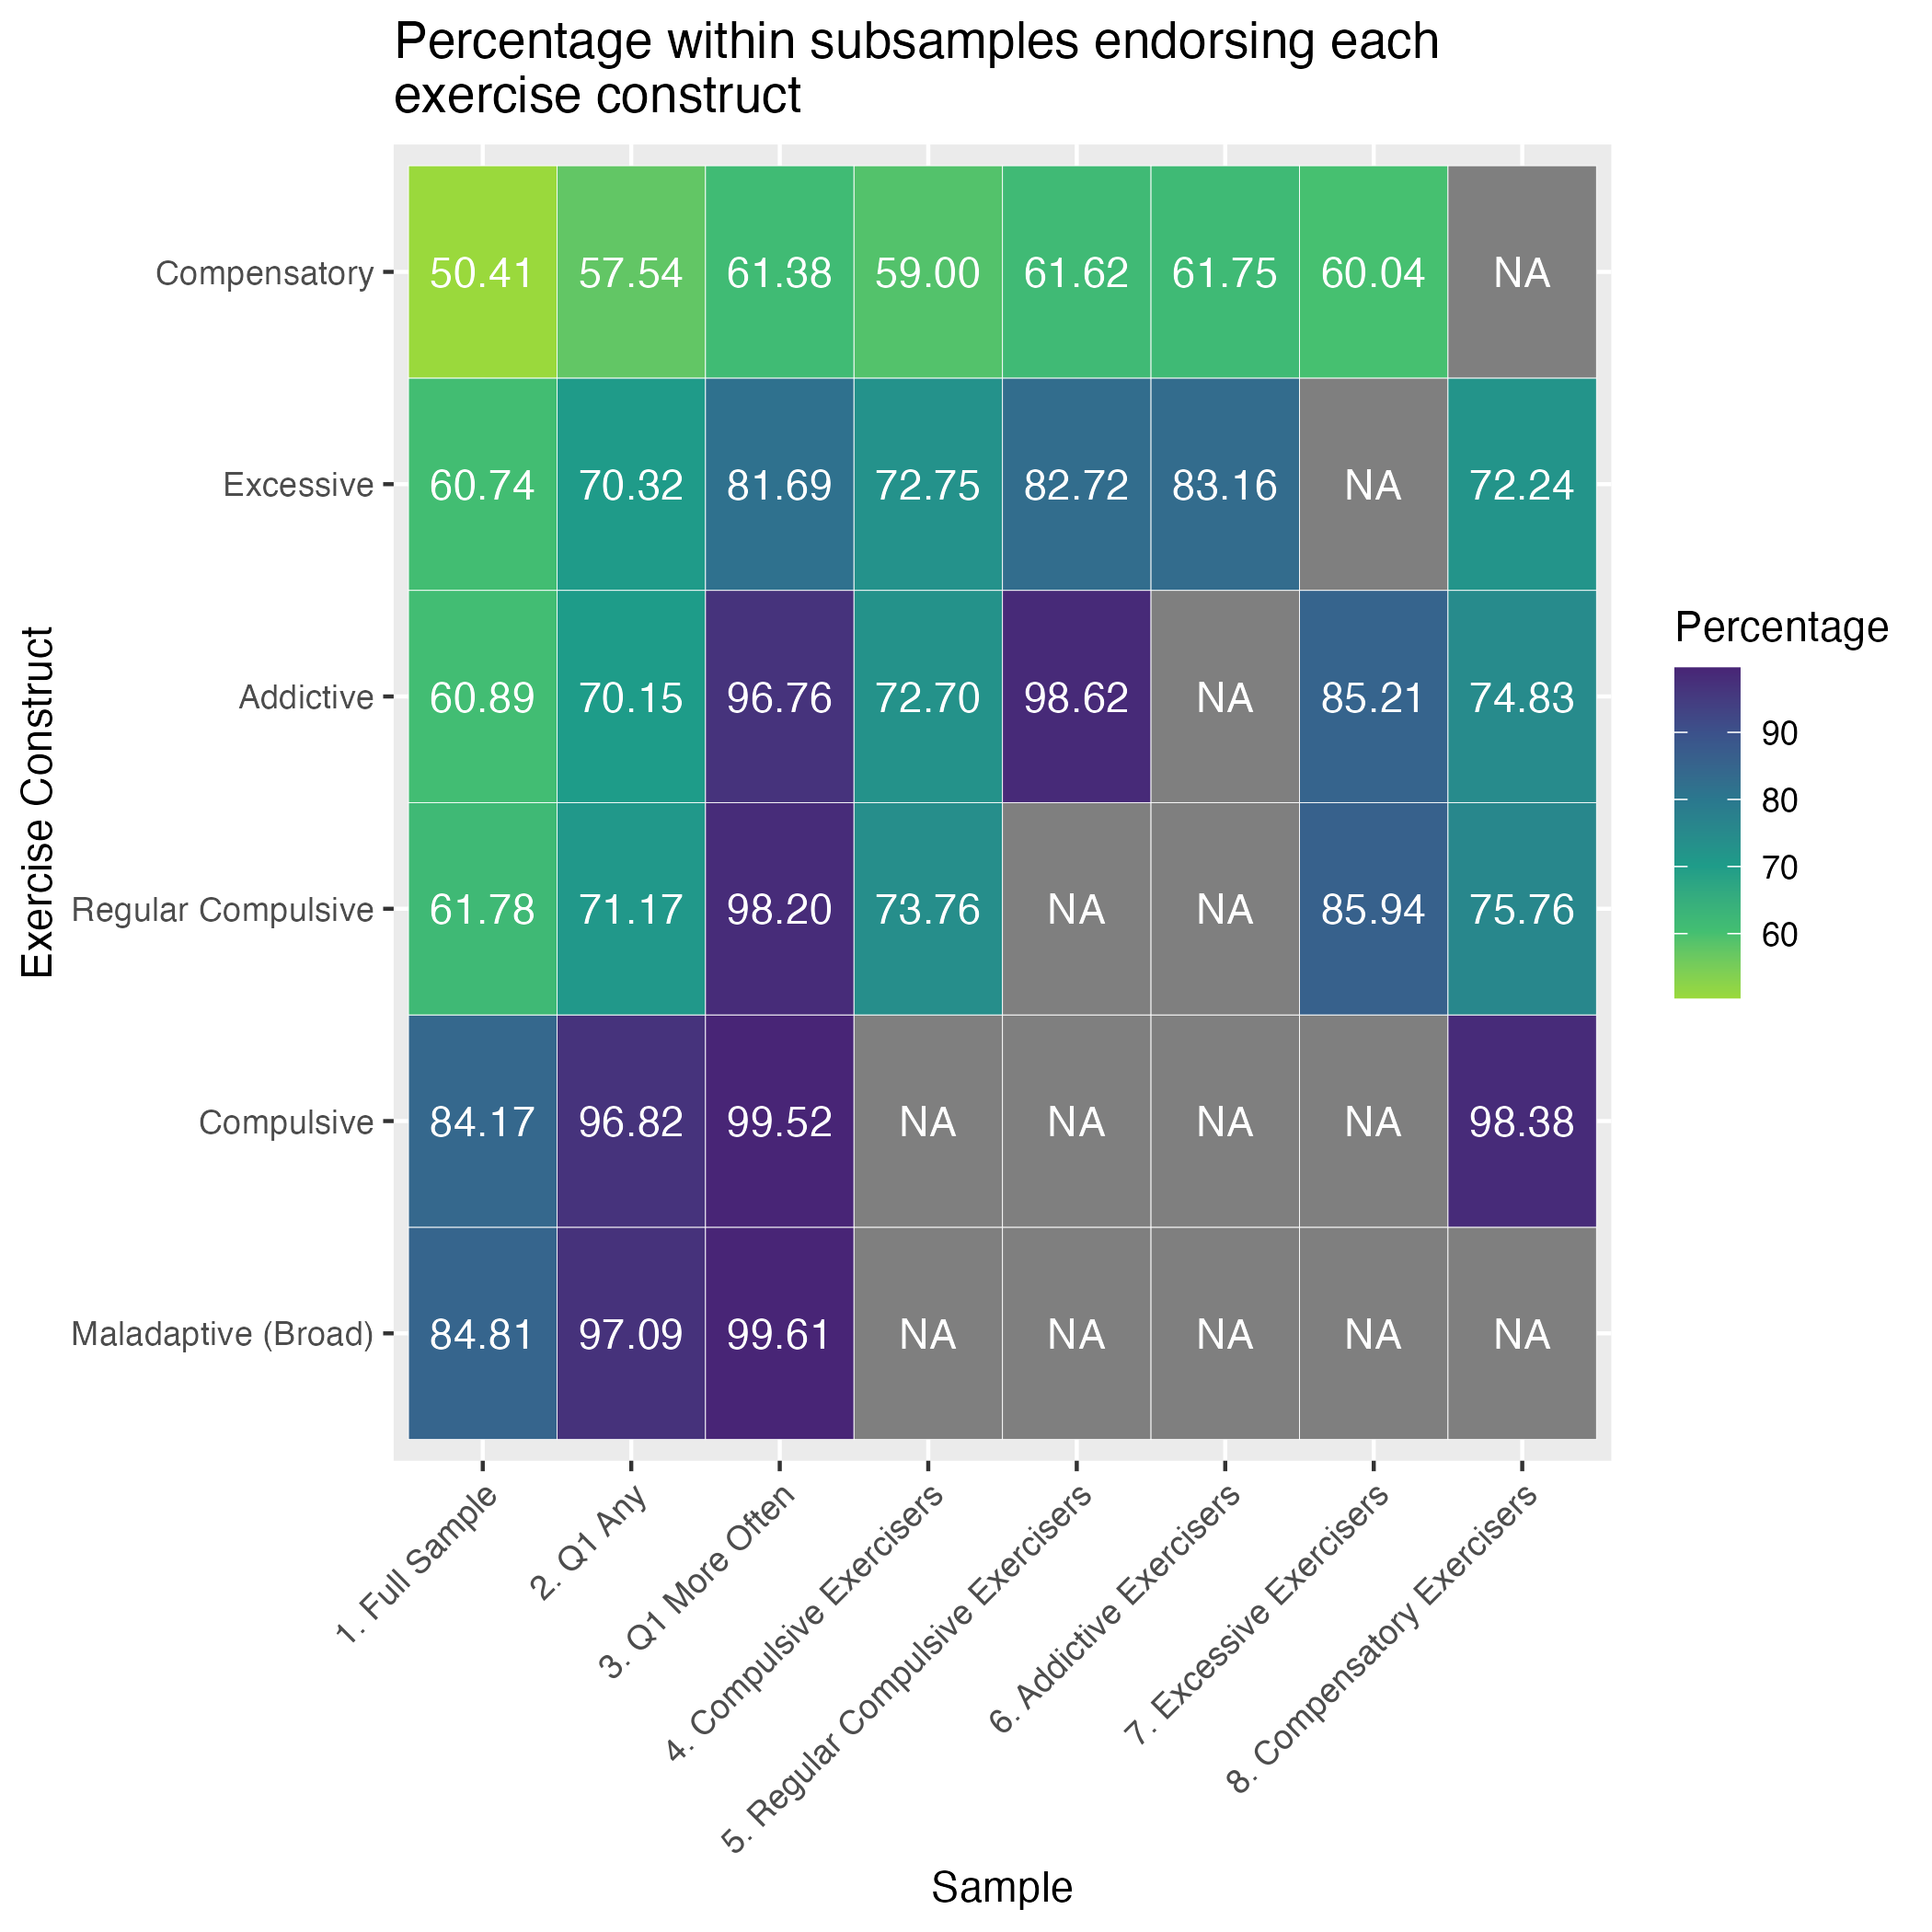 Percentage within subsamples endorsing each
exercise construct
Exercise Construct
Compensatory 50.41 57.54 61.38 59.00 61.62 61.75 60.04 NA
Excessive 60.74 70.32 81.69 72.75 82.72 83.16 NA 72.24
Addictive 60.89 70.15 96.76 72.70 98.62 NA 85.21 74.83
Regular Compulsive 61.78 71.17 98.20 73.76 NA NA 85.94 75.76
Compulsive 84.17 96.82 99.52 NA NA NA NA 98.38
Maladaptive (Broad) 84.81 97.09 99.61 NA NA NA NA NA
1. Full Sample
2. Q1 Any
3. Q1 More Often
4. Compulsive Exercisers
5. Regular Compulsive Exercisers
6. Addictive Exercisers
7. Excessive Exercisers
8. Compensatory Exercisers
Sample
Percentage
90
80
70
60